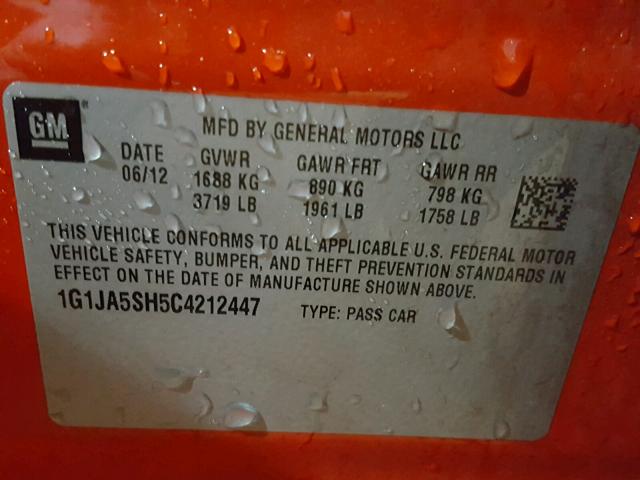 GM
MFD BY GENERAL MOTORS LLC
DATE GVWR GAWR FRT GAWR RR
06/12 1688 KG 890 KG 798 KG
3719 LB 1961 LB 1758 LB
THIS VEHICLE CONFORMS TO ALL APPLICABLE U.S. FEDERAL MOTOR
VEHICLE SAFETY, BUMPER, AND THEFT PREVENTION STANDARDS IN
EFFECT ON THE DATE OF MANUFACTURE SHOWN ABOVE.
1G1JA5SH5C4212447 TYPE: PASS CAR